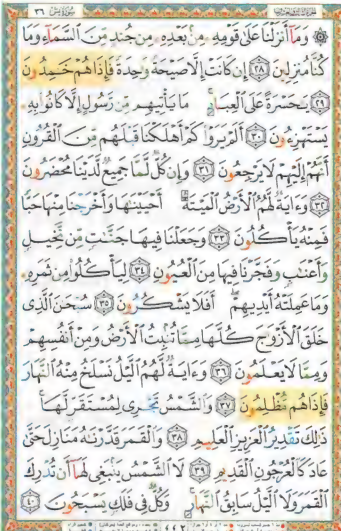 ۞ وَمَآ أَنزَلْنَا عَلَىٰ قَوْمِهِۦ مِنۢ بَعْدِهِۦ مِن جُندٍ مِّنَ ٱلسَّمَآءِ وَمَا
كُنَّا مُنزِلِينَ ٢٨ إِن كَانَتْ إِلَّا صَيْحَةً وَٰحِدَةً فَإِذَا هُمْ خَٰمِدُونَ
٢٩ يَٰحَسْرَةً عَلَى ٱلْعِبَادِ مَا يَأْتِيهِم مِّن رَّسُولٍ إِلَّا كَانُوا۟ بِهِۦ
يَسْتَهْزِءُونَ ٣٠ أَلَمْ يَرَوْا۟ كَمْ أَهْلَكْنَا قَبْلَهُم مِّنَ ٱلْقُرُونِ
أَنَّهُمْ إِلَيْهِمْ لَا يَرْجِعُونَ ٣١ وَإِن كُلٌّ لَّمَّا جَمِيعٌ لَّدَيْنَا مُحْضَرُونَ
٣٢ وَءَايَةٌ لَّهُمُ ٱلْأَرْضُ ٱلْمَيْتَةُ أَحْيَيْنَٰهَا وَأَخْرَجْنَا مِنْهَا حَبًّا
فَمِنْهُ يَأْكُلُونَ ٣٣ وَجَعَلْنَا فِيهَا جَنَّٰتٍ مِّن نَّخِيلٍ
وَأَعْنَٰبٍ وَفَجَّرْنَا فِيهَا مِنَ ٱلْعُيُونِ ٣٤ لِيَأْكُلُوا۟ مِن ثَمَرِهِۦ
وَمَا عَمِلَتْهُ أَيْدِيهِمْ أَفَلَا يَشْكُرُونَ ٣٥ سُبْحَٰنَ ٱلَّذِى
خَلَقَ ٱلْأَزْوَٰجَ كُلَّهَا مِمَّا تُنۢبِتُ ٱلْأَرْضُ وَمِنْ أَنفُسِهِمْ
وَمِمَّا لَا يَعْلَمُونَ ٣٦ وَءَايَةٌ لَّهُمُ ٱلَّيْلُ نَسْلَخُ مِنْهُ ٱلنَّهَارَ
فَإِذَا هُم مُّظْلِمُونَ ٣٧ وَٱلشَّمْسُ تَجْرِى لِمُسْتَقَرٍّ لَّهَا
ذَٰلِكَ تَقْدِيرُ ٱلْعَزِيزِ ٱلْعَلِيمِ ٣٨ وَٱلْقَمَرَ قَدَّرْنَٰهُ مَنَازِلَ حَتَّىٰ
عَادَ كَٱلْعُرْجُونِ ٱلْقَدِيمِ ٣٩ لَا ٱلشَّمْسُ يَنۢبَغِى لَهَآ أَن تُدْرِكَ
ٱلْقَمَرَ وَلَا ٱلَّيْلُ سَابِقُ ٱلنَّهَارِ وَكُلٌّ فِى فَلَكٍ يَسْبَحُونَ ٤٠
٤٤٢